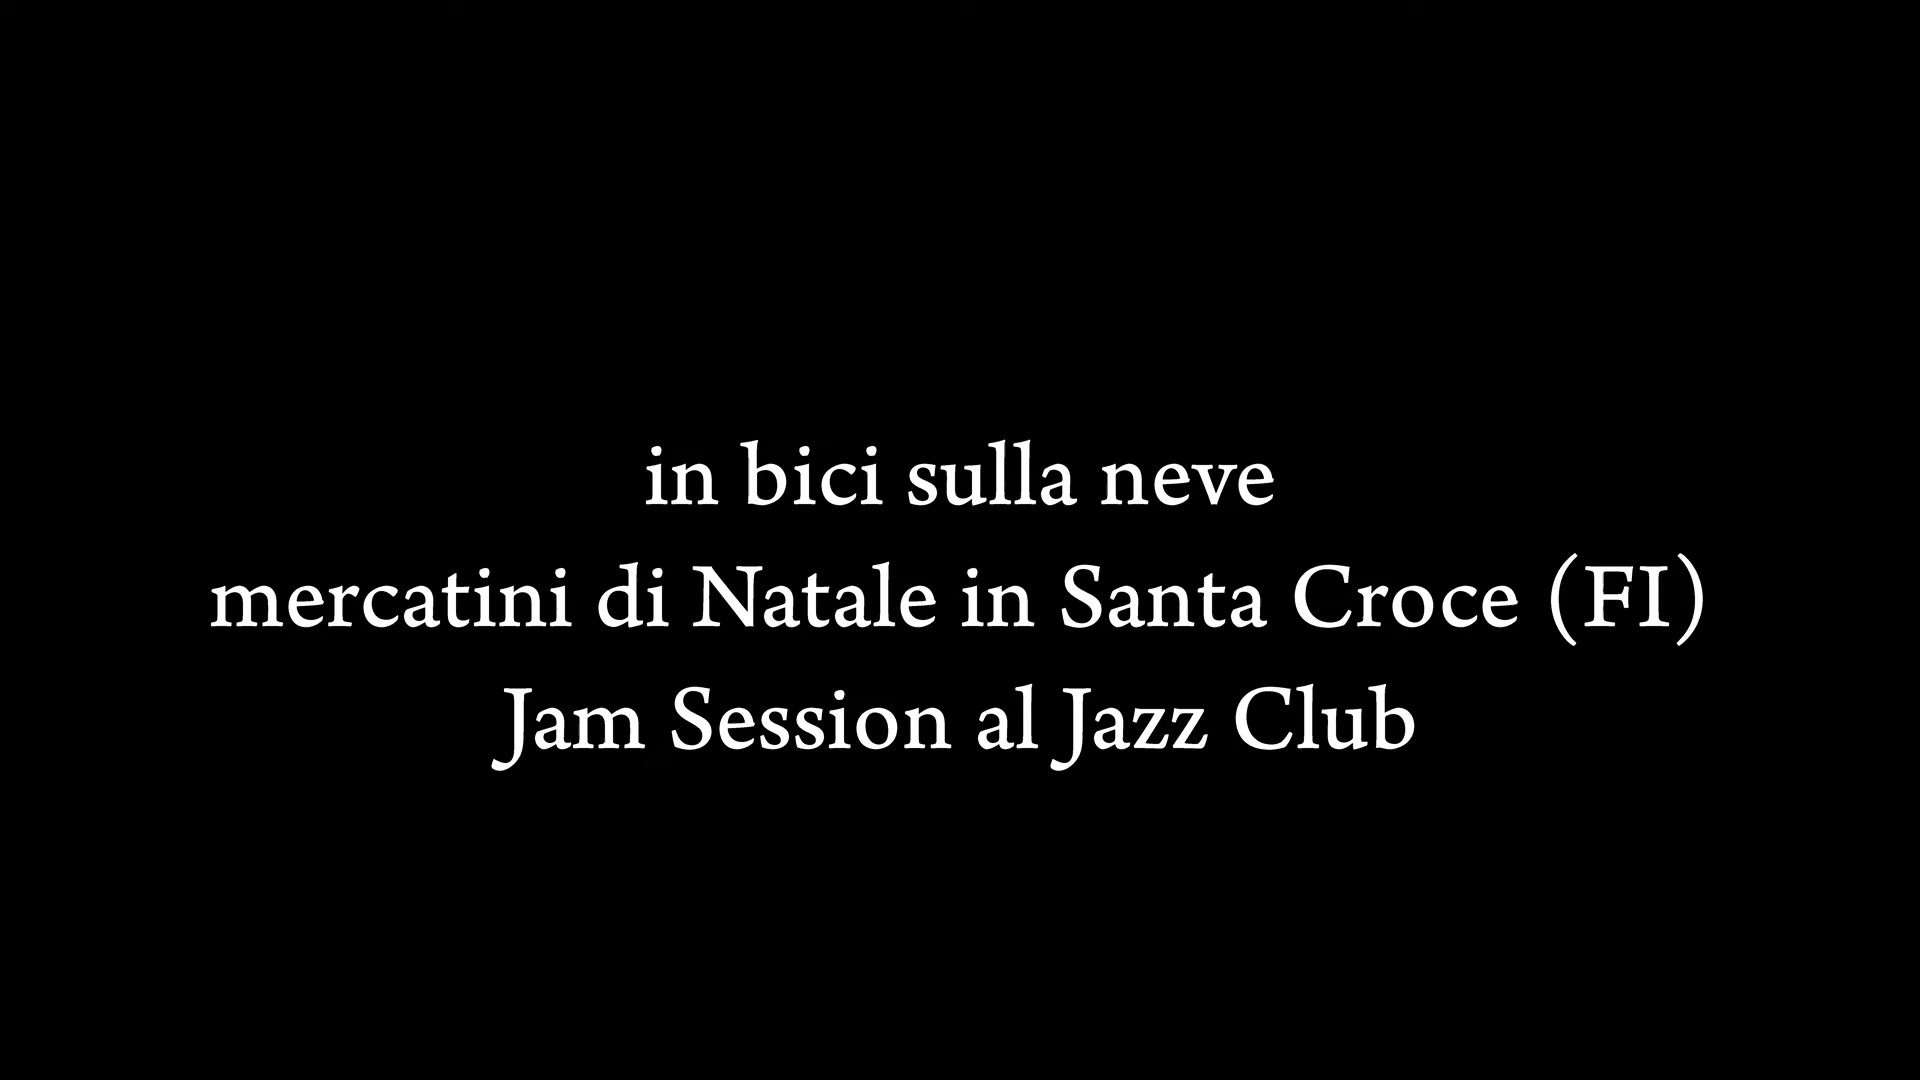 in bici sulla neve
mercatini di Natale in Santa Croce (FI)
Jam Session al Jazz Club